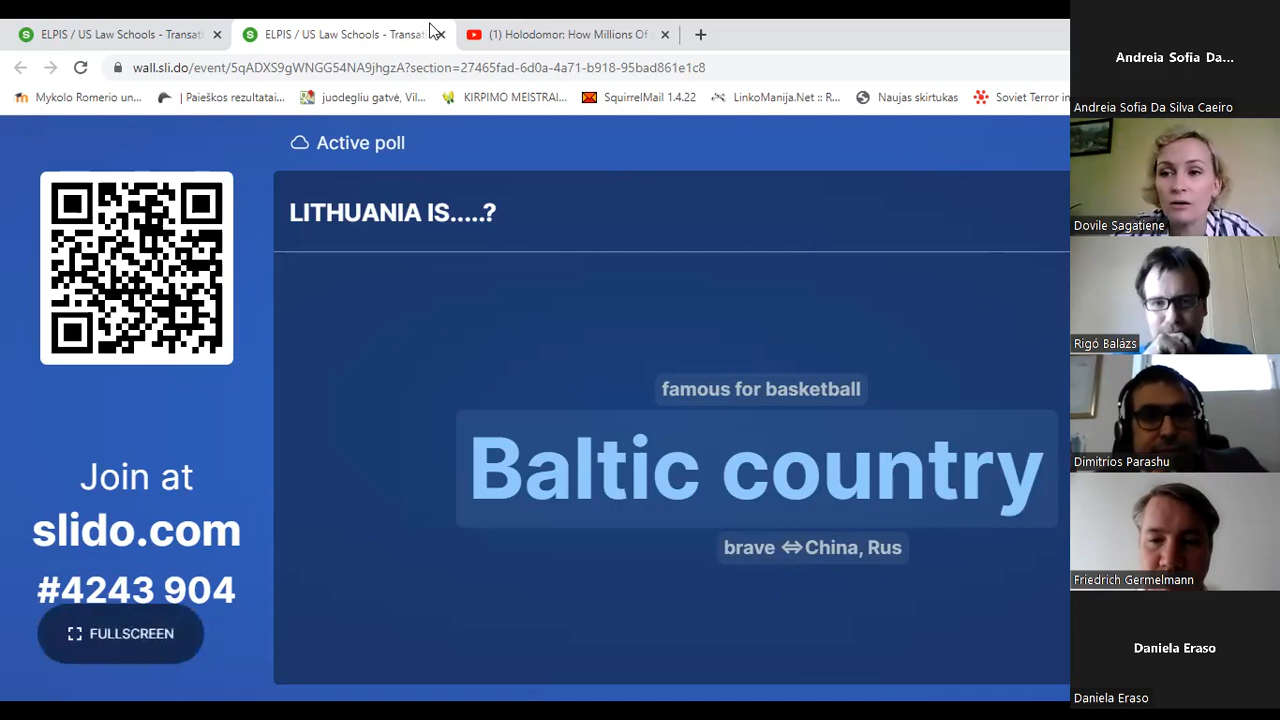 ELPIS / US Law Schools - Transati
ELPIS / US Law Schools - Transat
(1) Holodomor: How Millions Of
wall.sli.do/event/5qADXS9gWNGG54NA9jhgzA?section=27465fad-6d0a-4a71-b918-95bad861e1c8
Mykolo Romerio un...
| Paieškos rezultatai...
juodegliu gatvė, Vil...
KIRPIMO MEISTRAI...
SquirrelMail 1.4.22
LinkoManija.Net :: R...
Naujas skirtukas
Soviet Terror in
Active poll
LITHUANIA IS.....?
famous for basketball
Baltic country
brave ⇔China, Rus
Join at
slido.com
#4243 904
FULLSCREEN
Andreia Sofia Da...
Andreia Sofia Da Silva Caeiro
Dovile Sagatiene
Rigó Balázs
Dimitrios Parashu
Friedrich Germelmann
Daniela Eraso
Daniela Eraso